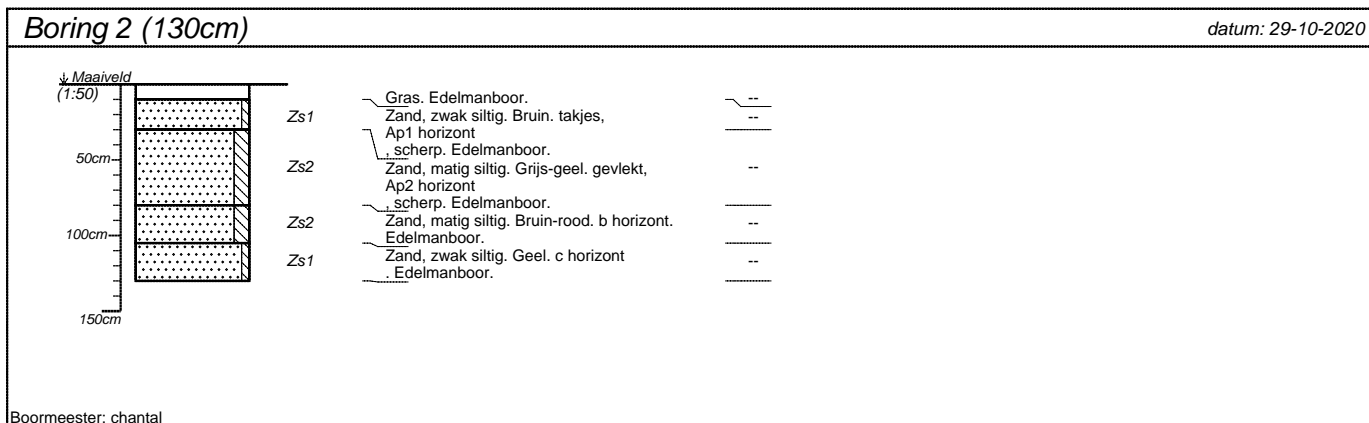 Boring 2 (130cm)
datum: 29-10-2020
Maaiveld
(1:50)
50cm
100cm
150cm
Zs1
Zs2
Zs2
Zs1
Gras. Edelmanboor.
Zand, zwak siltig. Bruin. takjes,
Ap1 horizont
, scherp. Edelmanboor.
Zand, matig siltig. Grijs-geel. gevlekt,
Ap2 horizont
, scherp. Edelmanboor.
Zand, matig siltig. Bruin-rood. b horizont.
Edelmanboor.
Zand, zwak siltig. Geel. c horizont
. Edelmanboor.
--
--
--
--
--
Boormeester: chantal